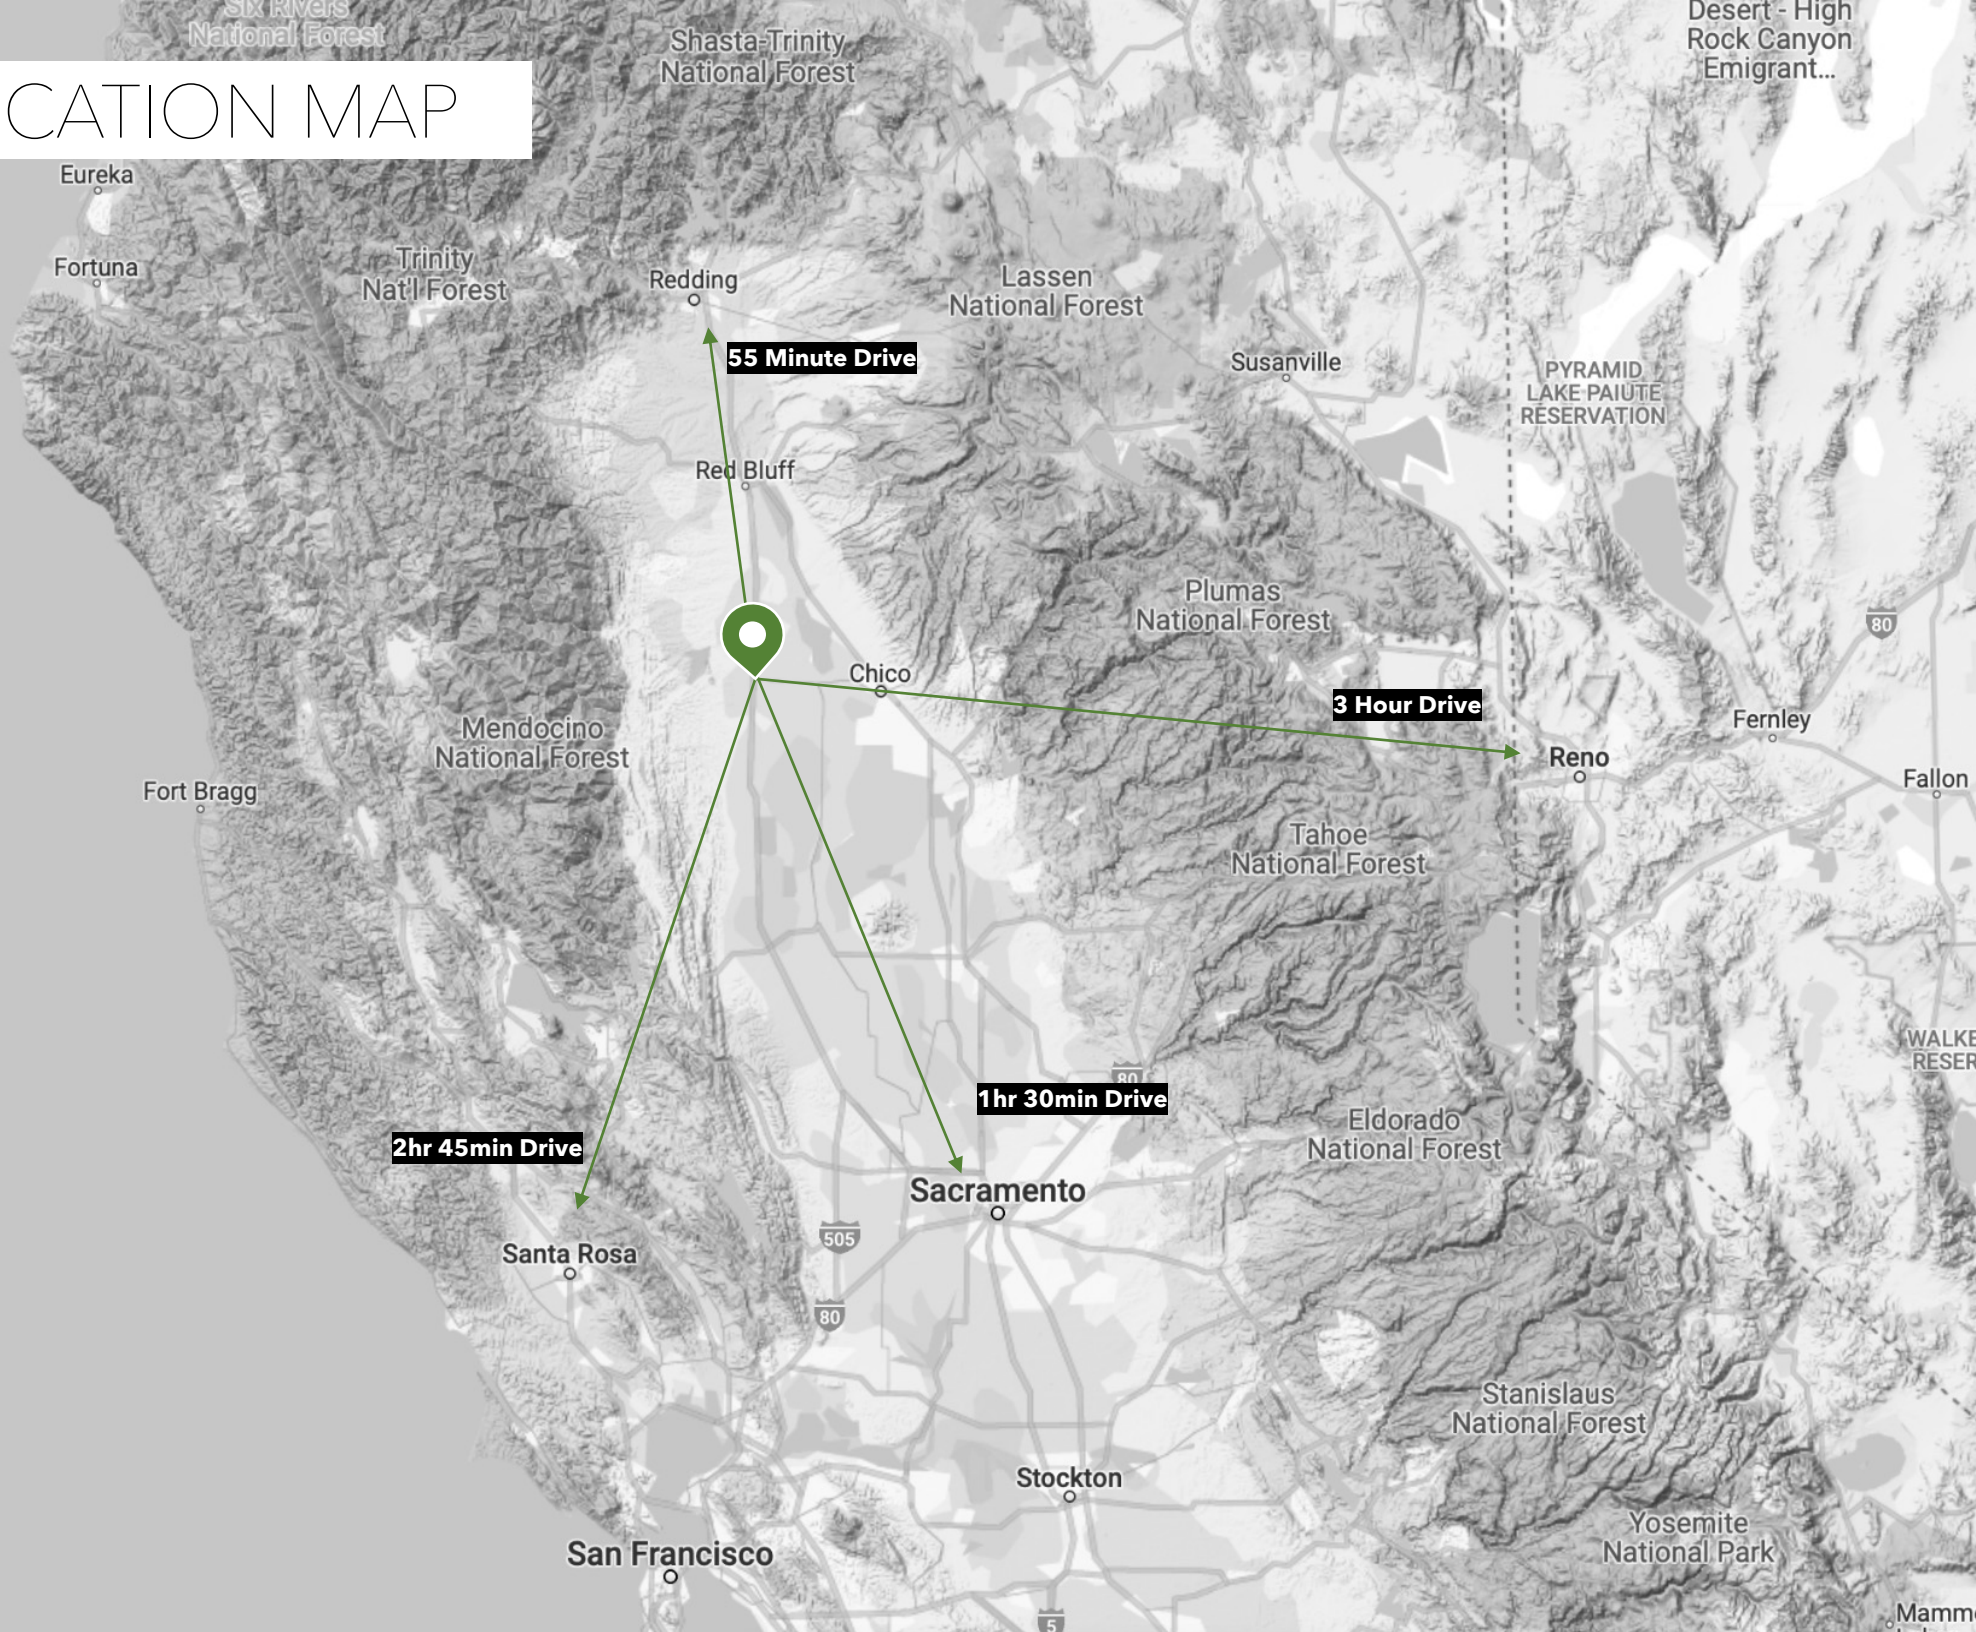 Six Rivers
National Forest
Shasta-Trinity
National Forest
Desert - High
Rock Canyon
Emigrant...
CATION MAP
Eureka
Fortuna
Trinity
Nat'l Forest
Redding
Lassen
National Forest
55 Minute Drive
Susanville
PYRAMID
LAKE PAIUTE
RESERVATION
Red Bluff
Plumas
National Forest
80
Chico
3 Hour Drive
Mendocino
National Forest
Reno
Fernley
Fallon
Fort Bragg
Tahoe
National Forest
WALKE
RESER
80
1hr 30min Drive
2hr 45min Drive
Eldorado
National Forest
Sacramento
505
Santa Rosa
80
Stanislaus
National Forest
Stockton
Yosemite
National Park
San Francisco
5
Mamm